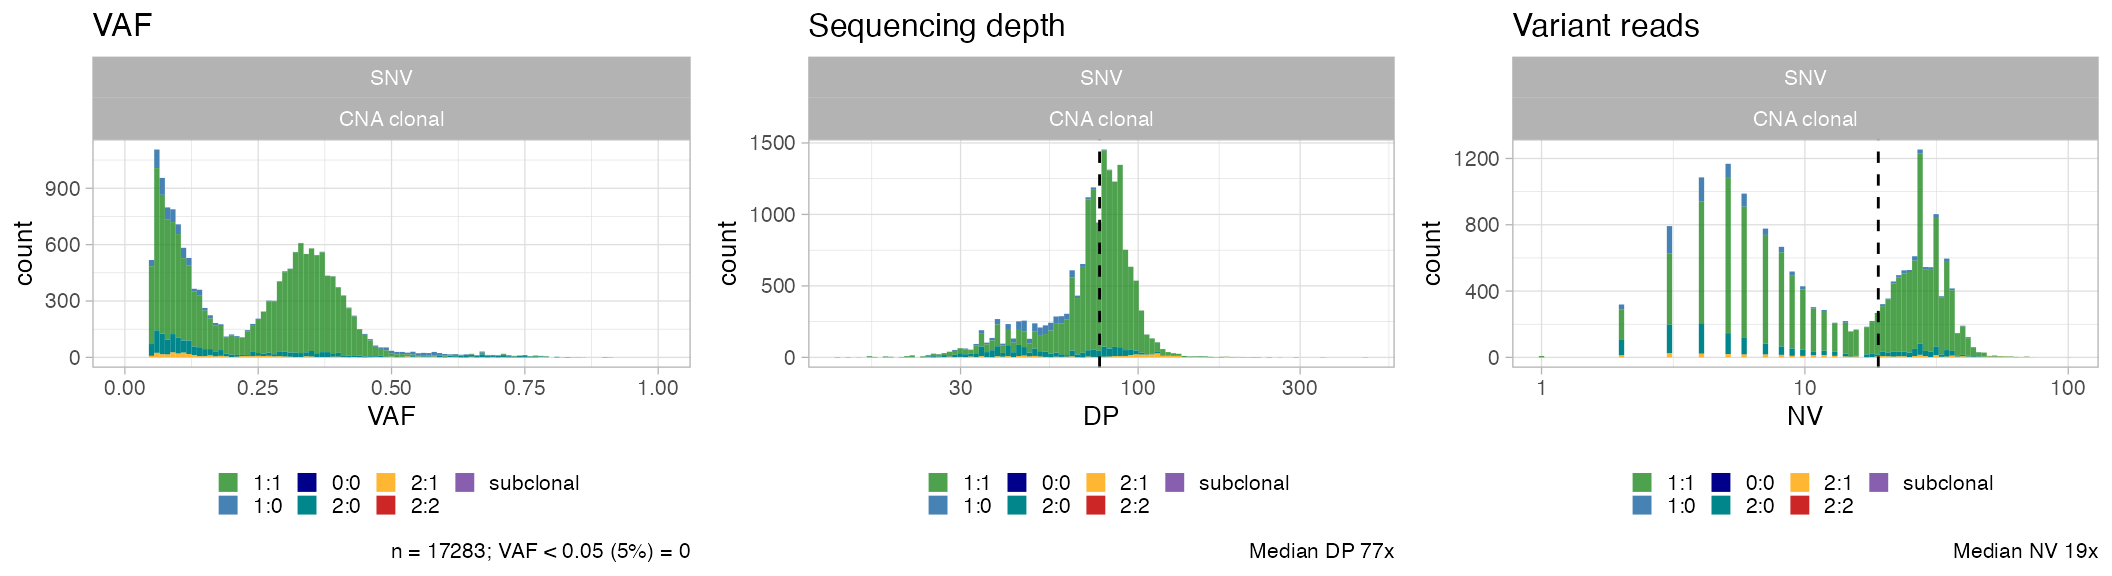 VAF
SNV
CNA clonal
900
600
300
0
count
0.00 0.25 0.50 0.75 1.00
VAF
1:1 0:0 2:1 subclonal
1:0 2:0 2:2
n = 17283; VAF < 0.05 (5%) = 0
Sequencing depth
SNV
CNA clonal
1500
1000
500
0
count
30 100 300
DP
1:1 0:0 2:1 subclonal
1:0 2:0 2:2
Median DP 77x
Variant reads
SNV
CNA clonal
1200
800
400
0
count
1 10 100
NV
1:1 0:0 2:1 subclonal
1:0 2:0 2:2
Median NV 19x